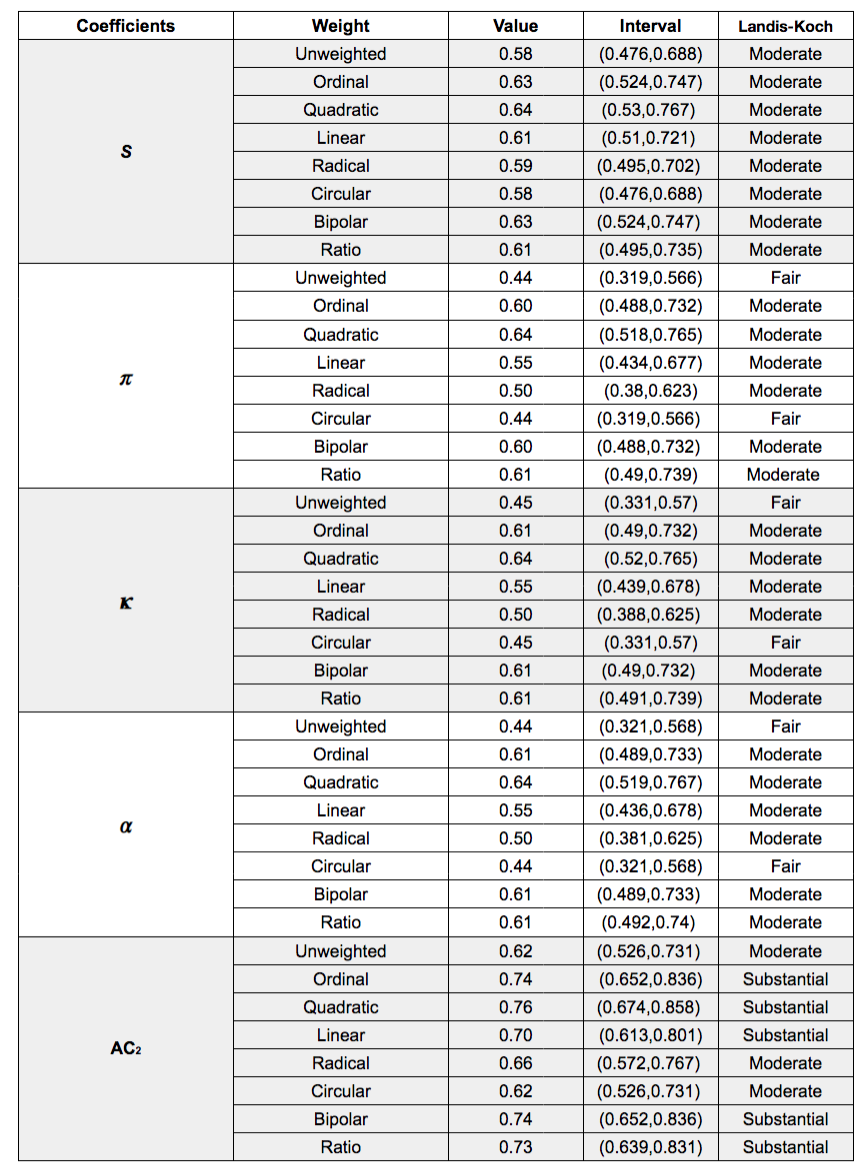 Coefficients Weight Value Interval Landis-Koch
S
Unweighted 0.58 (0.476,0.688) Moderate
Ordinal 0.63 (0.524,0.747) Moderate
Quadratic 0.64 (0.53,0.767) Moderate
Linear 0.61 (0.51,0.721) Moderate
Radical 0.59 (0.495,0.702) Moderate
Circular 0.58 (0.476,0.688) Moderate
Bipolar 0.63 (0.524,0.747) Moderate
Ratio 0.61 (0.495,0.735) Moderate
π
Unweighted 0.44 (0.319,0.566) Fair
Ordinal 0.60 (0.488,0.732) Moderate
Quadratic 0.64 (0.518,0.765) Moderate
Linear 0.55 (0.434,0.677) Moderate
Radical 0.50 (0.38,0.623) Moderate
Circular 0.44 (0.319,0.566) Fair
Bipolar 0.60 (0.488,0.732) Moderate
Ratio 0.61 (0.49,0.739) Moderate
κ
Unweighted 0.45 (0.331,0.57) Fair
Ordinal 0.61 (0.49,0.732) Moderate
Quadratic 0.64 (0.52,0.765) Moderate
Linear 0.55 (0.439,0.678) Moderate
Radical 0.50 (0.388,0.625) Moderate
Circular 0.45 (0.331,0.57) Fair
Bipolar 0.61 (0.49,0.732) Moderate
Ratio 0.61 (0.491,0.739) Moderate
α
Unweighted 0.44 (0.321,0.568) Fair
Ordinal 0.61 (0.489,0.733) Moderate
Quadratic 0.64 (0.519,0.767) Moderate
Linear 0.55 (0.436,0.678) Moderate
Radical 0.50 (0.381,0.625) Moderate
Circular 0.44 (0.321,0.568) Fair
Bipolar 0.61 (0.489,0.733) Moderate
Ratio 0.61 (0.492,0.74) Moderate
AC₂
Unweighted 0.62 (0.526,0.731) Moderate
Ordinal 0.74 (0.652,0.836) Substantial
Quadratic 0.76 (0.674,0.858) Substantial
Linear 0.70 (0.613,0.801) Substantial
Radical 0.66 (0.572,0.767) Moderate
Circular 0.62 (0.526,0.731) Moderate
Bipolar 0.74 (0.652,0.836) Substantial
Ratio 0.73 (0.639,0.831) Substantial